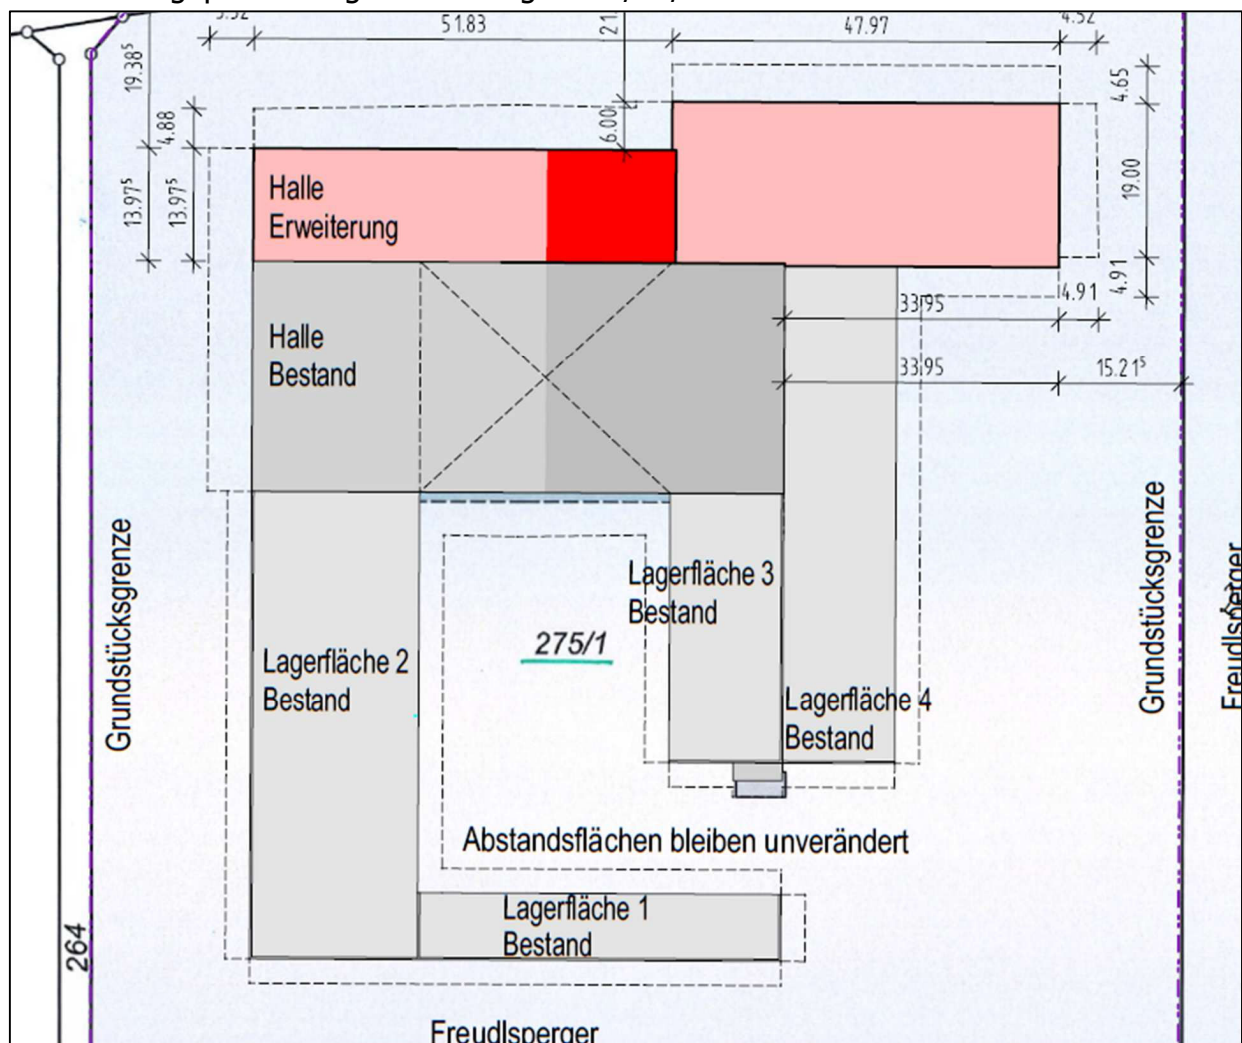 51.83
47.97
4.52
21
19.38⁵
4.88
6.00
4.65
13.97⁵
13.97⁵
19.00
Halle
Erweiterung
4.91
4.91
33.95
Halle
Bestand
33.95
15.21⁵
Grundstücksgrenze
Grundstücksgrenze
Lagerfläche 3
Bestand
275/1
Lagerfläche 2
Bestand
Lagerfläche 4
Bestand
Abstandsflächen bleiben unverändert
Lagerfläche 1
Bestand
264
Freudlsperger